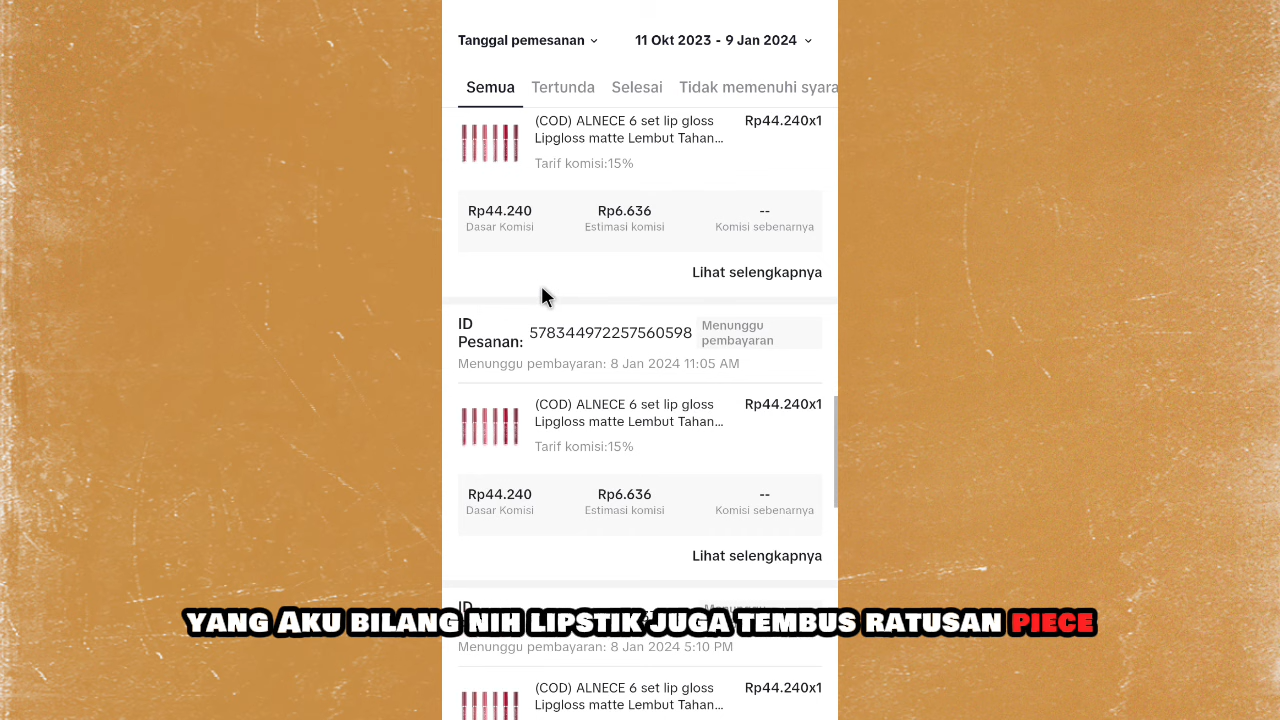 Tanggal pemesanan 11 Okt 2023 - 9 Jan 2024
Semua Tertunda Selesai Tidak memenuhi syara
(COD) ALNECE 6 set lip gloss Rp44.240x1
Lipgloss matte Lembut Tahan...
Tarif komisi:15%
Rp44.240 Rp6.636 --
Dasar Komisi Estimasi komisi Komisi sebenarnya
Lihat selengkapnya
ID Pesanan: 578344972257560598 Menunggu pembayaran
Menunggu pembayaran: 8 Jan 2024 11:05 AM
(COD) ALNECE 6 set lip gloss Rp44.240x1
Lipgloss matte Lembut Tahan...
Tarif komisi:15%
Rp44.240 Rp6.636 --
Dasar Komisi Estimasi komisi Komisi sebenarnya
Lihat selengkapnya
ID
YANG AKU BILANG NIH LIPSTIK JUGA TEMBUS RATUSAN PIECE
Menunggu pembayaran: 8 Jan 2024 5:10 PM
(COD) ALNECE 6 set lip gloss Rp44.240x1
Lipgloss matte Lembut Tahan...